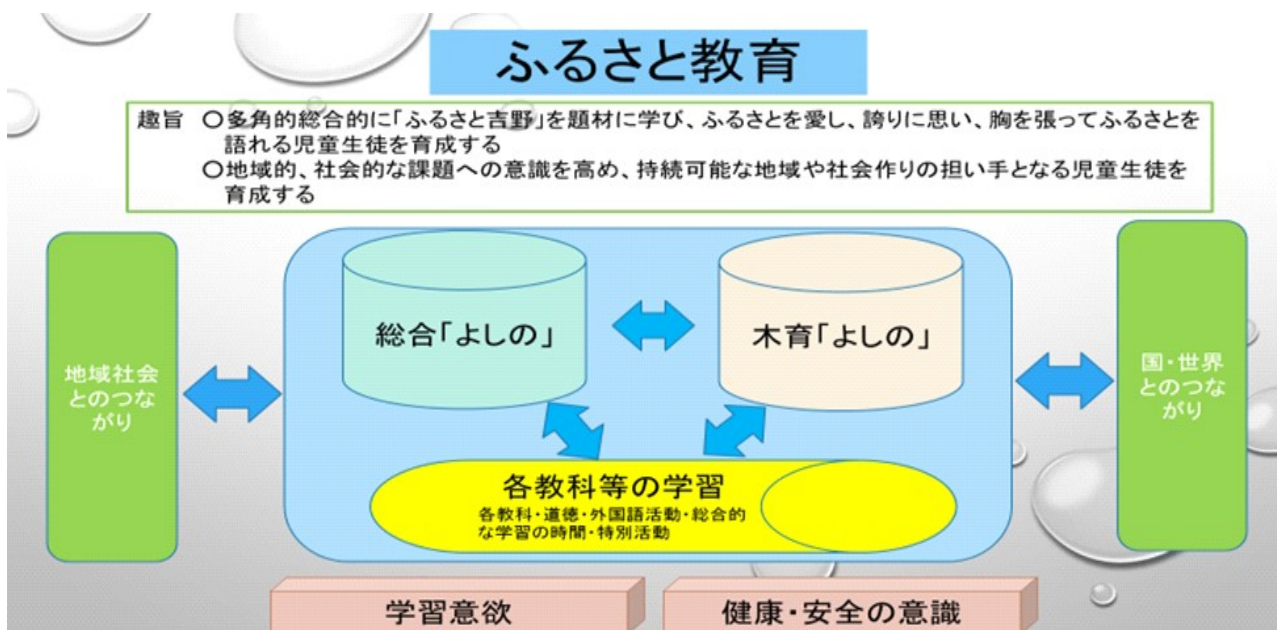 ふるさと教育
趣旨 〇多角的総合的に「ふるさと吉野」を題材に学び、ふるさとを愛し、誇りに思い、胸を張ってふるさとを
語れる児童生徒を育成する
〇地域的、社会的な課題への意識を高め、持続可能な地域や社会作りの担い手となる児童生徒を
育成する
地域社会
とのつな
がり
総合「よしの」
木育「よしの」
国・世界
とのつな
がり
各教科等の学習
各教科・道徳・外国語活動・総合的
な学習の時間・特別活動
学習意欲
健康・安全の意識